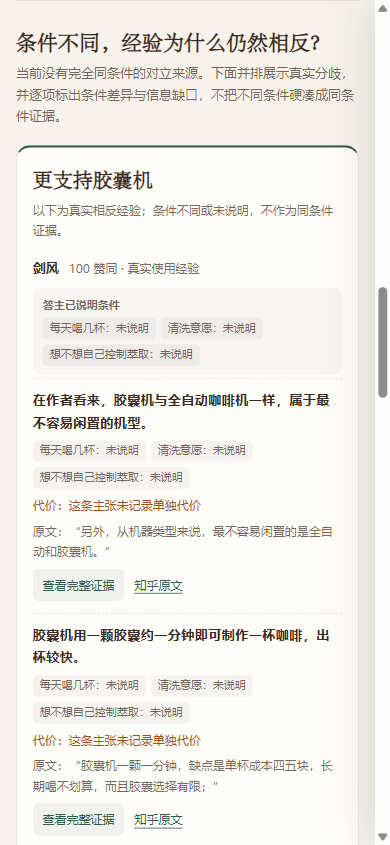 条件不同，经验为什么仍然相反？
当前没有完全同条件的对立来源。下面并排展示真实分歧，
并逐项标出条件差异与信息缺口，不把不同条件硬凑成同条
件证据。
更支持胶囊机
以下为真实相反经验；条件不同或未说明，不作为同条件
证据。
剑风 100 赞同 · 真实使用经验
答主已说明条件
每天喝几杯：未说明 清洗意愿：未说明
想不想自己控制萃取：未说明
在作者看来，胶囊机与全自动咖啡机一样，属于最
不容易闲置的机型。
每天喝几杯：未说明 清洗意愿：未说明
想不想自己控制萃取：未说明
代价：这条主张未记录单独代价
原文：“另外，从机器类型来说，最不容易闲置的是全自
动和胶囊机。”
查看完整证据 知乎原文
胶囊机用一颗胶囊约一分钟即可制作一杯咖啡，出
杯较快。
每天喝几杯：未说明 清洗意愿：未说明
想不想自己控制萃取：未说明
代价：这条主张未记录单独代价
原文：“胶囊机一颗一分钟，缺点是单杯成本四五块，长
期喝不划算，而且胶囊选择有限；”
查看完整证据 知乎原文